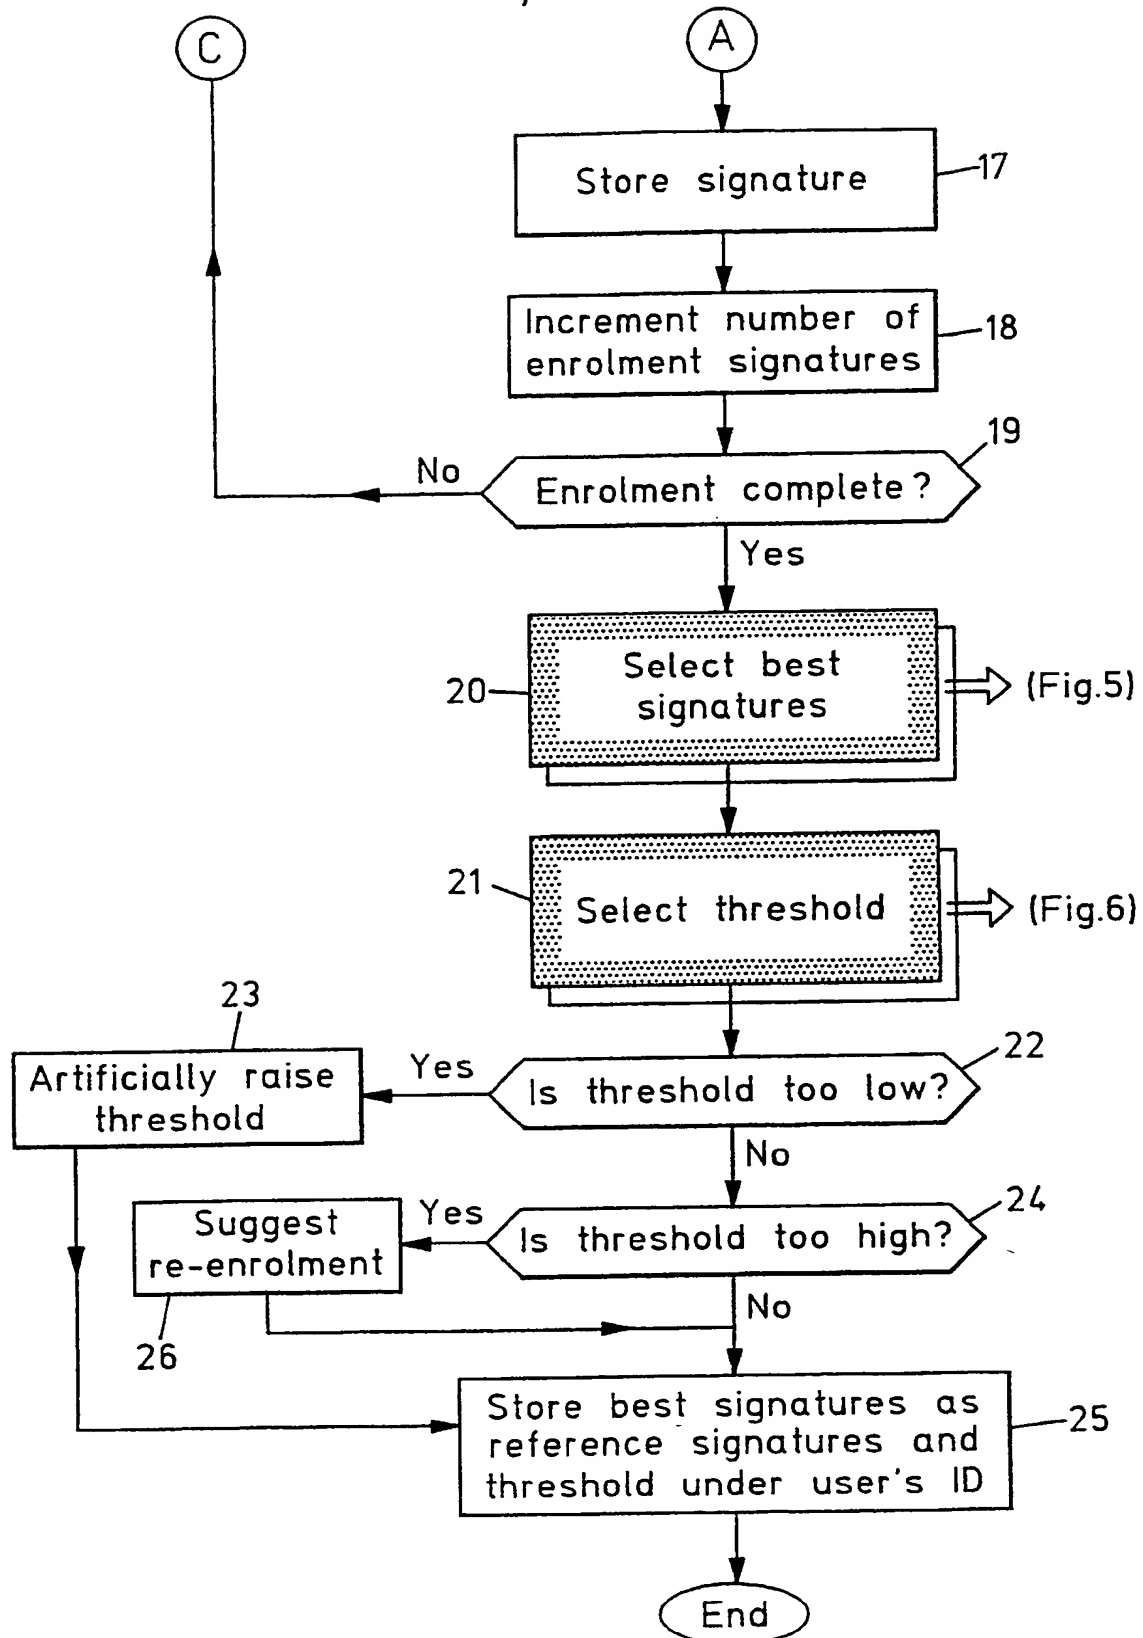 C
A
Store signature
17
Increment number of
enrolment signatures
18
19
No
Enrolment complete?
Yes
Select best
signatures
20
(Fig.5)
21
Select threshold
(Fig.6)
23
Artificially raise
threshold
Yes
Is threshold too low?
22
No
Suggest
re-enrolment
Yes
Is threshold too high?
24
No
26
Store best signatures as
reference signatures and
threshold under user's ID
25
End